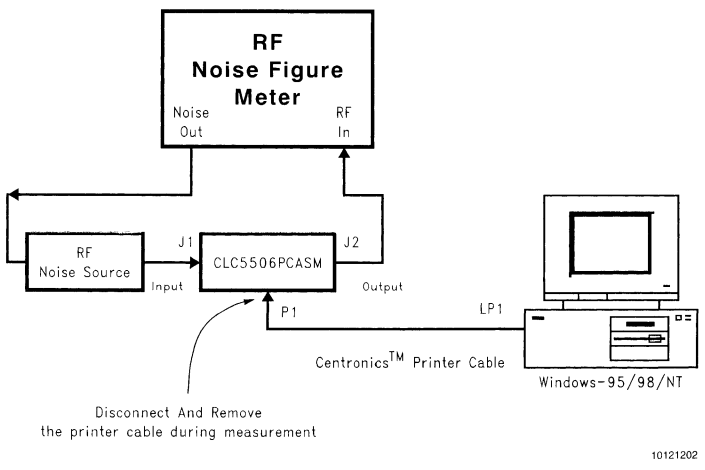 RF
Noise Figure
Meter
Noise
Out
RF
In
RF
Noise Source
J1
Input
CLC5506PCASM
J2
Output
P1
LP1
Centronics™ Printer Cable
Windows-95/98/NT
Disconnect And Remove
the printer cable during measurement
10121202